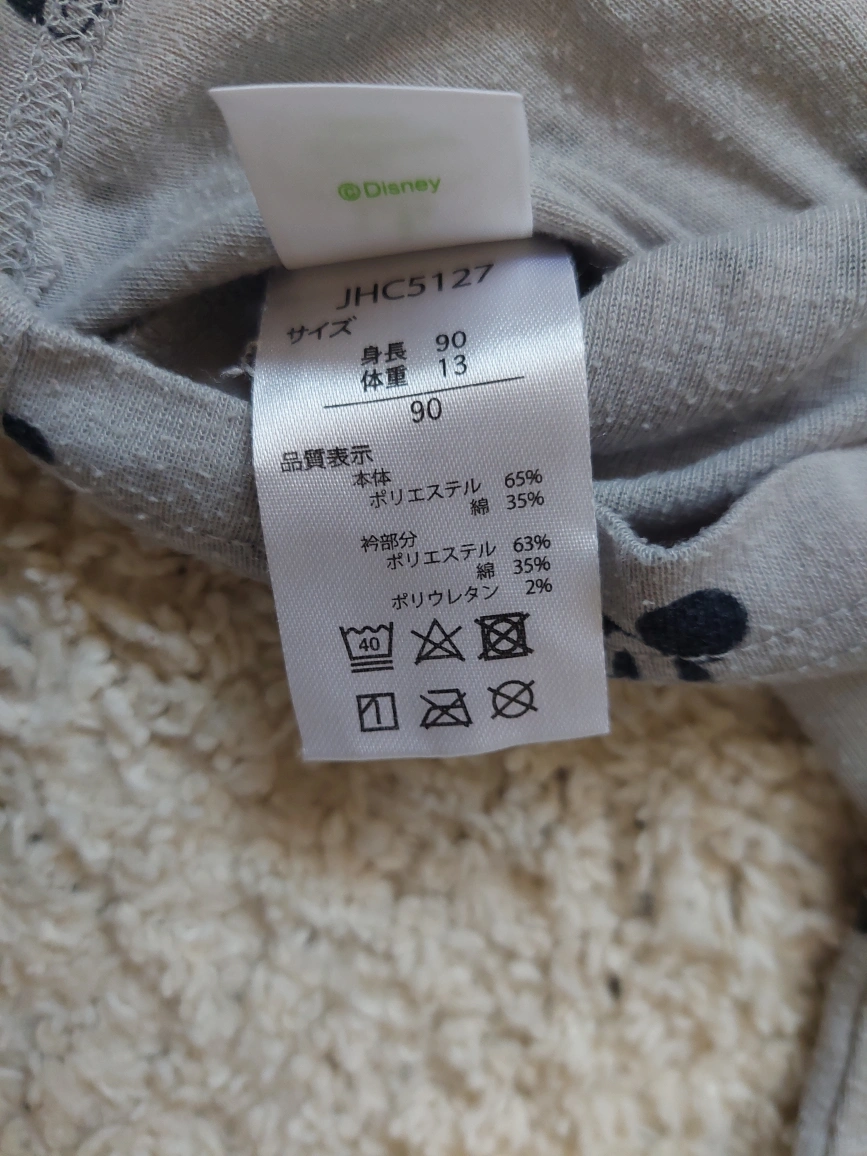 ©Disney
JHC5127
サイズ
身長 90
体重 13
90
品質表示
本体
ポリエステル 65%
綿 35%
衿部分
ポリエステル 63%
綿 35%
ポリウレタン 2%
40